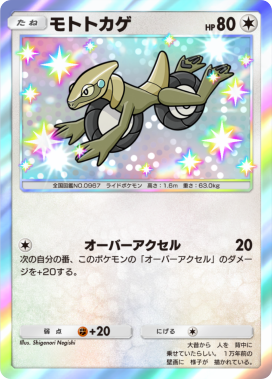 たね モトトカゲ HP80
全国図鑑NO.0967 ライドポケモン 高さ:1.6m 重さ:63.0kg
オーバーアクセル 20
次の自分の番、このポケモンの「オーバーアクセル」のダメー
ジを+20する。
弱点 +20 にげる
Illus. Shigenori Negishi
大昔から 人を 背中に
乗せていたらしい。1万年前の
壁画に 様子が 描かれている。